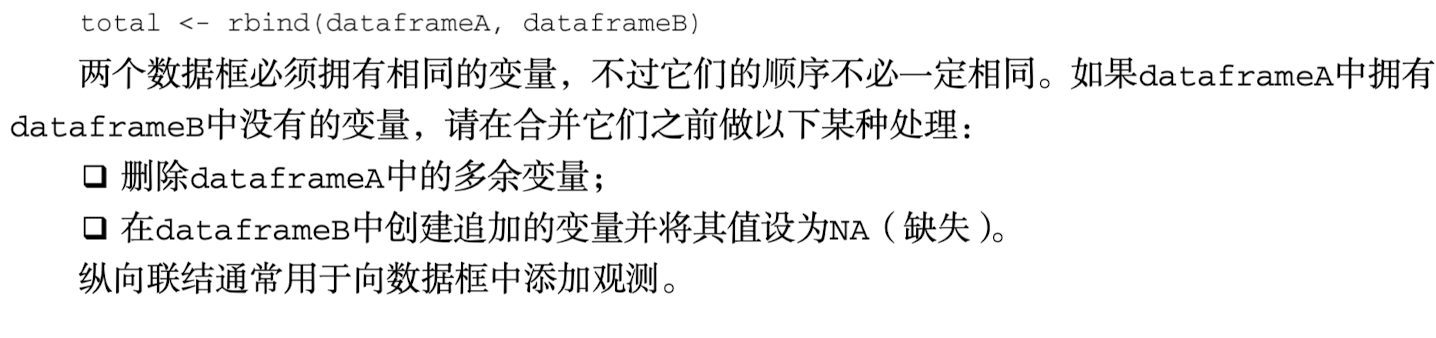 total <- rbind(dataframeA, dataframeB)
两个数据框必须拥有相同的变量，不过它们的顺序不必一定相同。如果dataframeA中拥有
dataframeB中没有的变量，请在合并它们之前做以下某种处理：
❑ 删除dataframeA中的多余变量；
❑ 在dataframeB中创建追加的变量并将其值设为NA（缺失）。
纵向联结通常用于向数据框中添加观测。